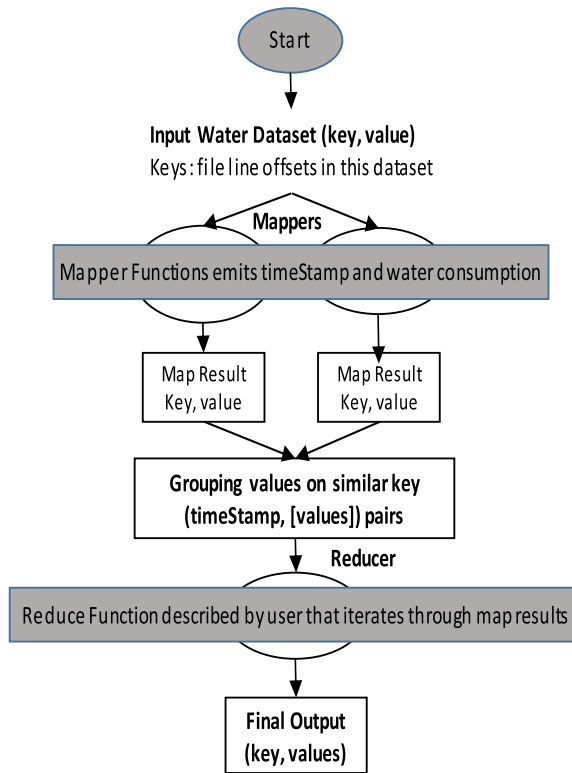 Start
Input Water Dataset (key, value)
Keys: file line offsets in this dataset
Mappers
Mapper Functions emits timeStamp and water consumption
Map Result
Key, value
Map Result
Key, value
Grouping values on similar key
(timeStamp, [values]) pairs
Reducer
Reduce Function described by user that iterates through map results
Final Output
(key, values)